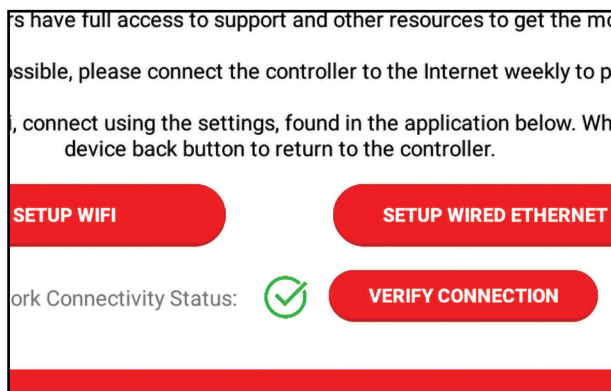 rs have full access to support and other resources to get the mo
ossible, please connect the controller to the Internet weekly to p
i, connect using the settings, found in the application below. Wh
device back button to return to the controller.
SETUP WIFI SETUP WIRED ETHERNET
ork Connectivity Status: VERIFY CONNECTION